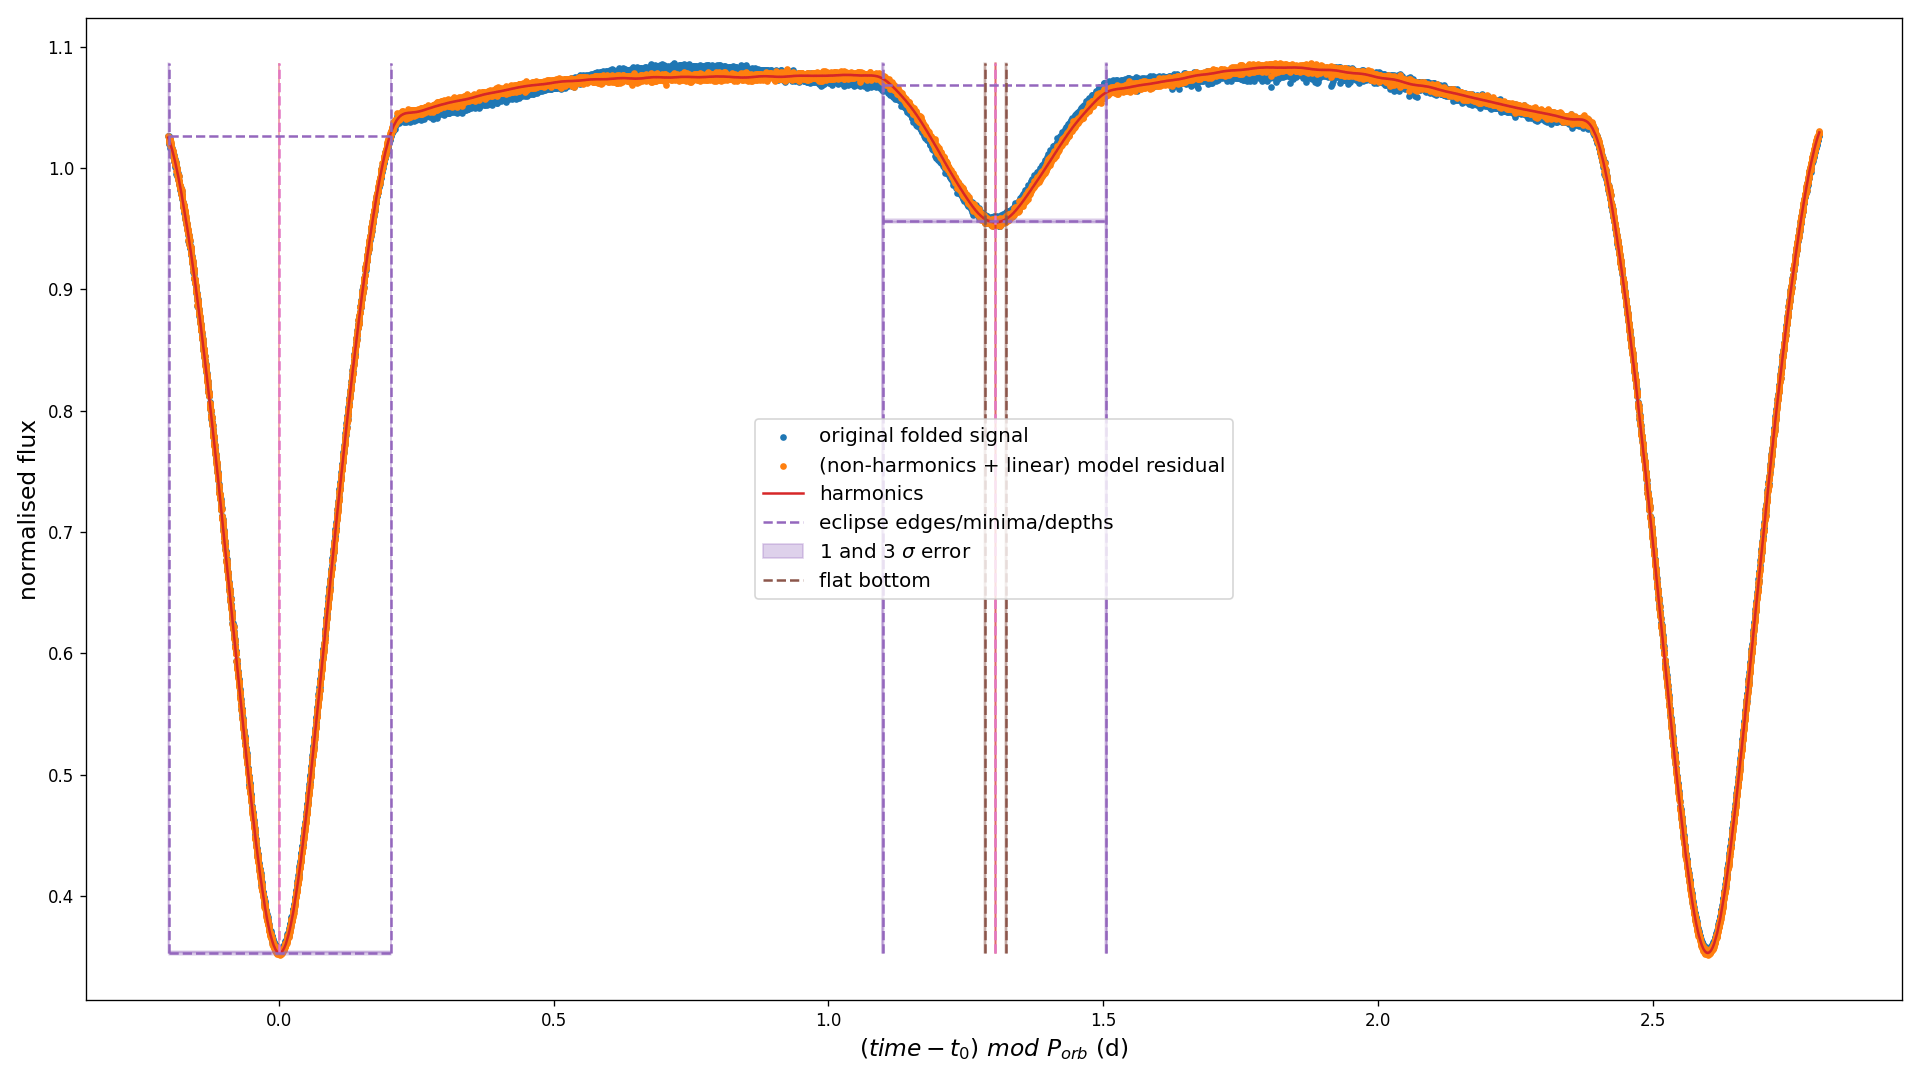 normalised flux
1.1
1.0
0.9
0.8
0.7
0.6
0.5
0.4
original folded signal
(non-harmonics + linear) model residual
harmonics
eclipse edges/minima/depths
1 and 3 σ error
flat bottom
0.0 0.5 1.0 1.5 2.0 2.5
(time − t₀) mod Pₒᵣb (d)